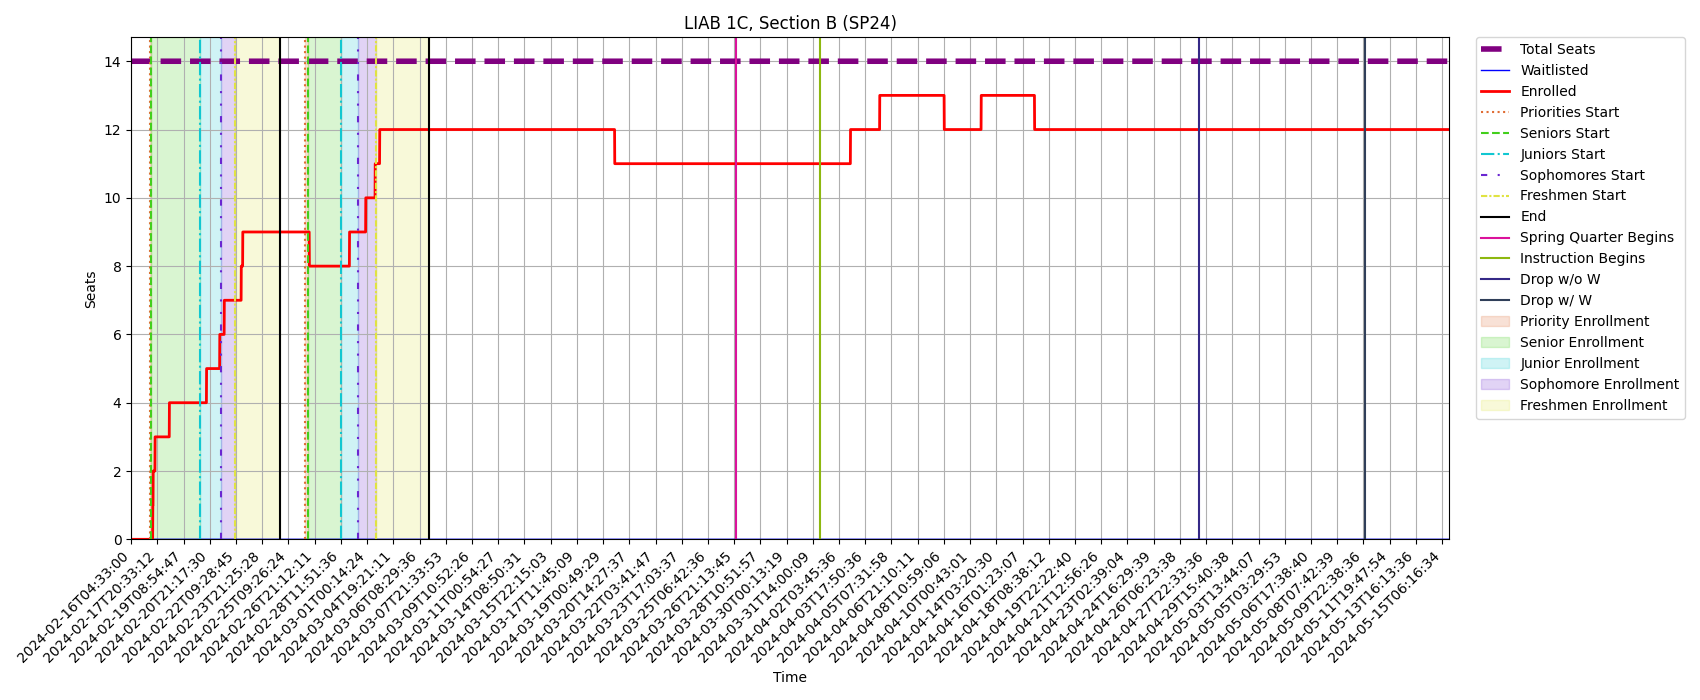 LIAB 1C, Section B (SP24)
14
12
10
8
6
4
2
0
Seats
2024-02-16T04:33:00
2024-02-17T20:33:12
2024-02-19T08:54:47
2024-02-20T21:17:30
2024-02-22T09:28:45
2024-02-23T21:25:28
2024-02-25T09:26:24
2024-02-26T21:12:11
2024-02-28T11:51:36
2024-03-01T00:14:24
2024-03-04T19:21:11
2024-03-06T08:29:36
2024-03-07T21:33:53
2024-03-09T10:52:26
2024-03-11T00:54:27
2024-03-14T08:50:31
2024-03-15T22:15:03
2024-03-17T11:45:09
2024-03-19T00:49:29
2024-03-20T14:27:37
2024-03-22T03:41:47
2024-03-23T17:03:37
2024-03-25T06:42:36
2024-03-26T21:13:45
2024-03-28T10:51:57
2024-03-30T00:13:19
2024-03-31T14:00:09
2024-04-02T03:45:36
2024-04-03T17:50:36
2024-04-05T07:31:58
2024-04-06T21:10:11
2024-04-08T10:59:06
2024-04-10T00:43:01
2024-04-14T03:20:30
2024-04-16T01:23:07
2024-04-18T08:38:12
2024-04-19T22:22:40
2024-04-21T12:56:26
2024-04-23T02:39:04
2024-04-24T16:29:39
2024-04-26T06:23:38
2024-04-27T22:33:36
2024-04-29T15:40:38
2024-05-03T13:44:07
2024-05-05T03:29:53
2024-05-06T17:38:40
2024-05-08T07:42:39
2024-05-09T22:38:36
2024-05-11T19:47:54
2024-05-13T16:13:36
2024-05-15T06:16:34
Time
Total Seats
Waitlisted
Enrolled
Priorities Start
Seniors Start
Juniors Start
Sophomores Start
Freshmen Start
End
Spring Quarter Begins
Instruction Begins
Drop w/o W
Drop w/ W
Priority Enrollment
Senior Enrollment
Junior Enrollment
Sophomore Enrollment
Freshmen Enrollment